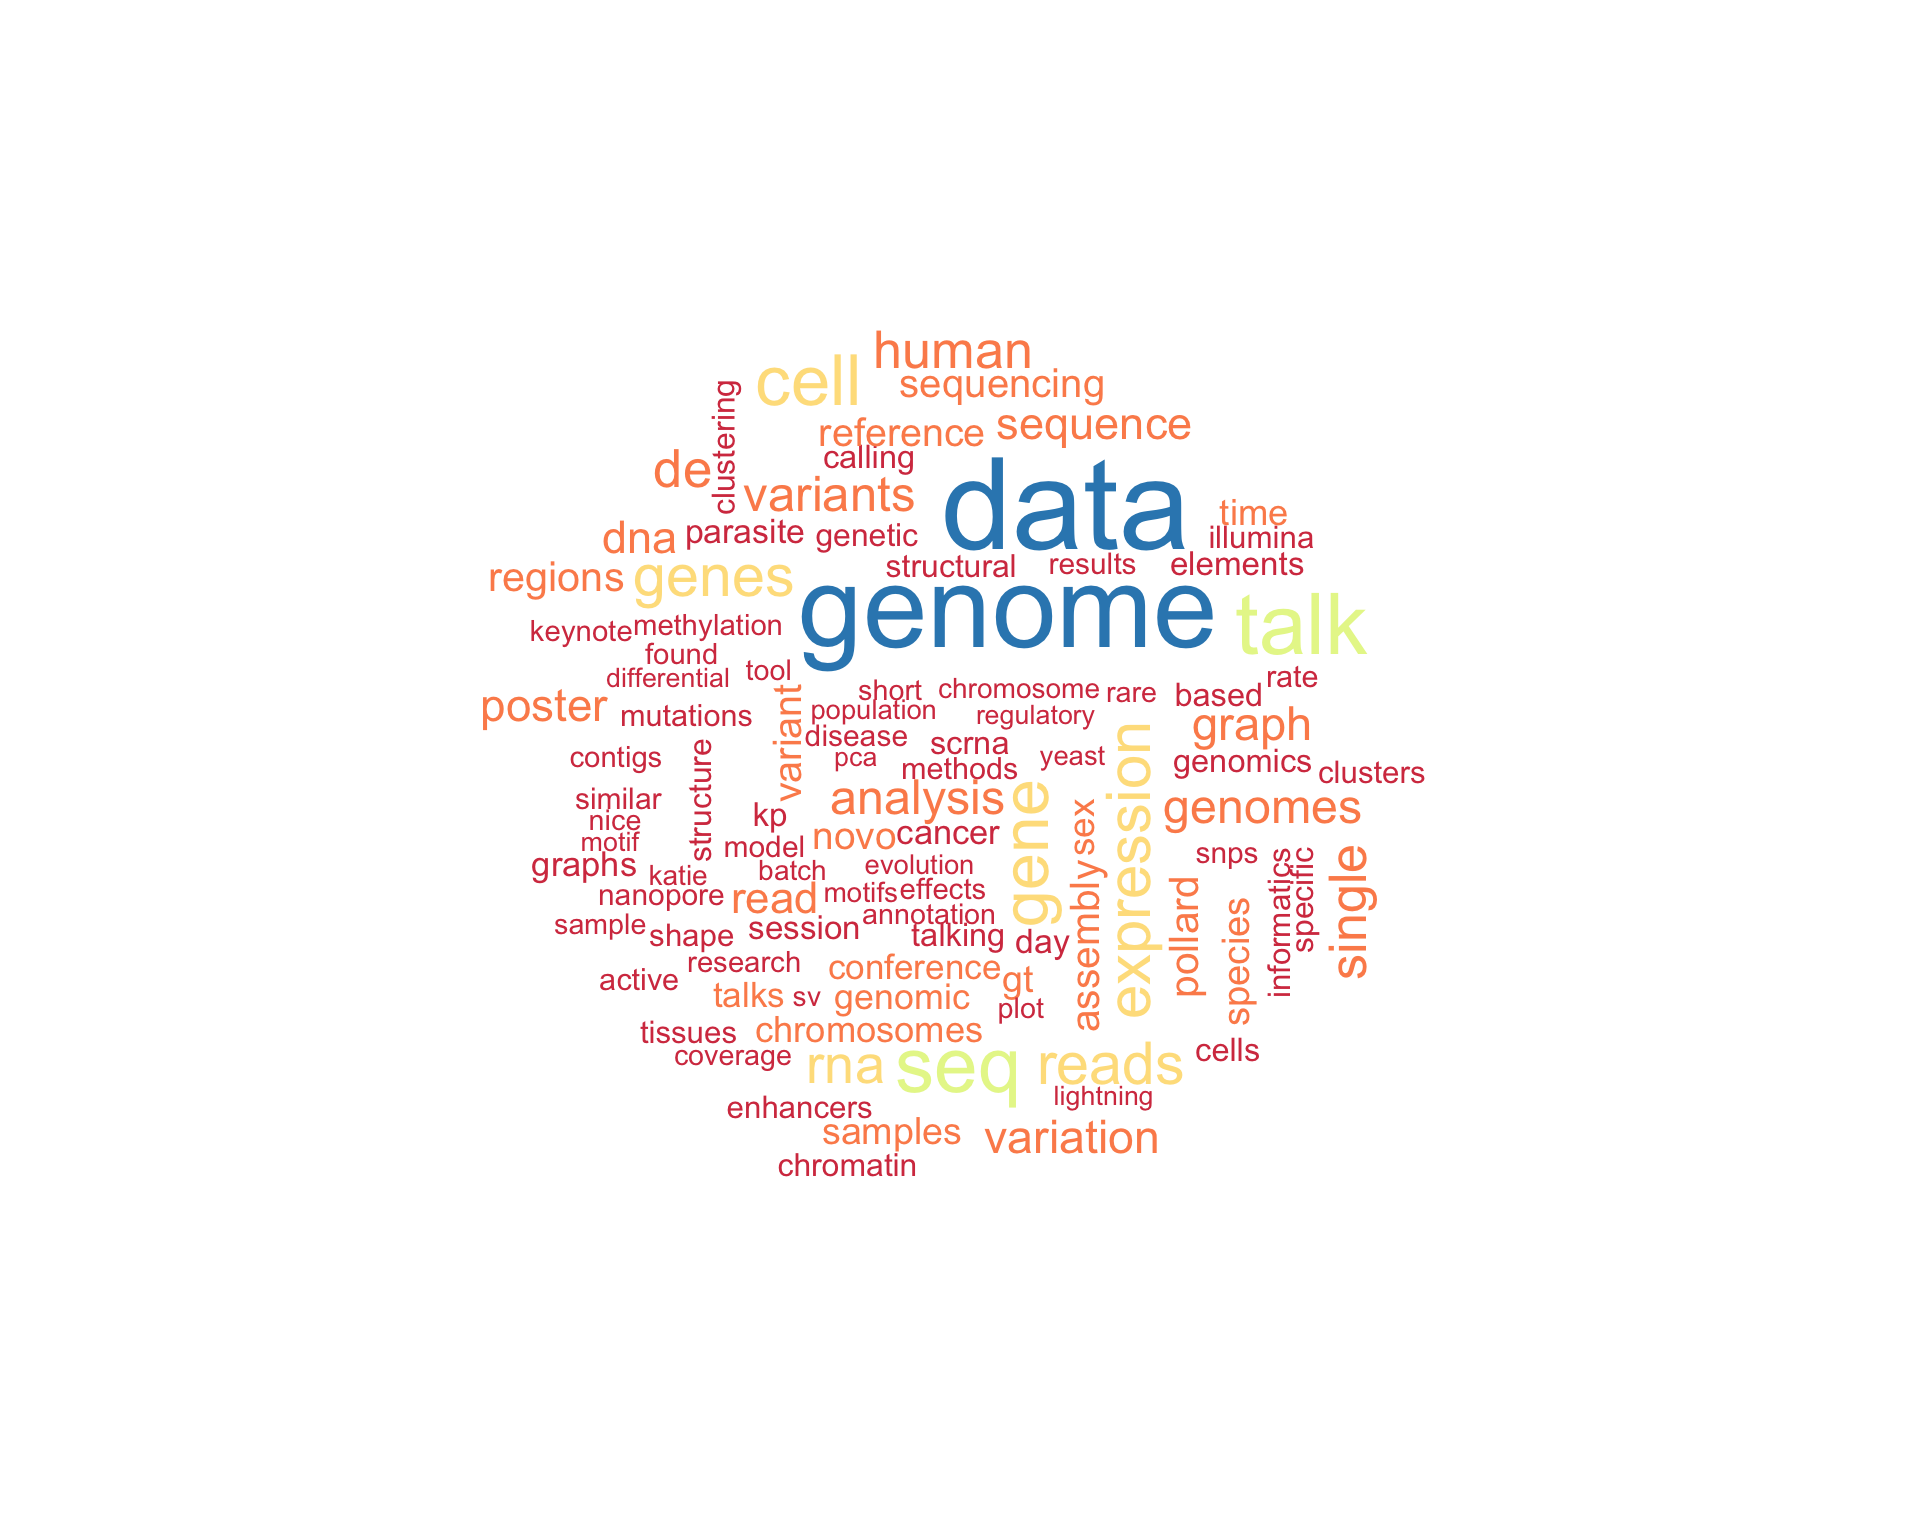 human
cell
sequencing
clustering
reference
sequence
calling
de
variants
data
time
dna
parasite
genetic
illumina
structural
results
elements
regions
genes
genome
talk
keynote
methylation
found
differential
tool
rate
short
chromosome
rare
based
poster
mutations
variant
population
regulatory
graph
disease
scrna
expression
contigs
structure
pca
methods
yeast
genomics
clusters
similar
analysis
gene
sex
genomes
nice
kp
motif
model
novo
cancer
snps
informatics
specific
single
graphs
katie
batch
evolution
nanopore
read
motifs
effects
assembly
pollard
species
sample
shape
session
annotation
talking
day
research
conference
active
talks
sv
genomic
gt
plot
tissues
chromosomes
coverage
rna
seq
reads
cells
enhancers
lightning
samples
variation
chromatin